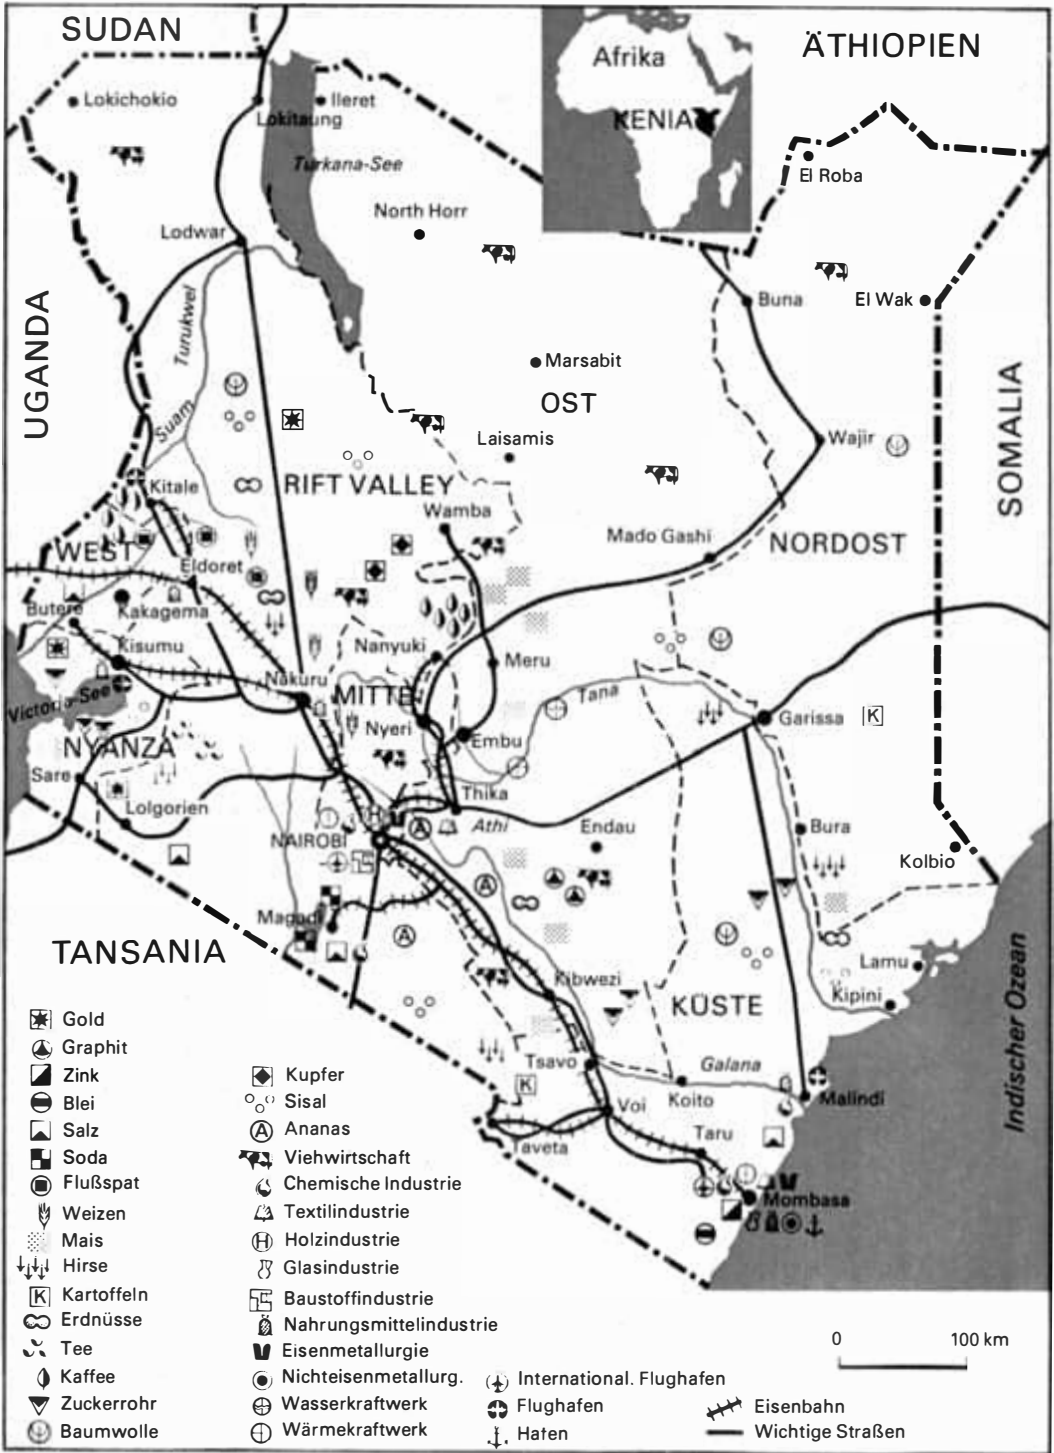 SUDAN
ÄTHIOPIEN
Afrika
KENIA
Lokichokio
Ileret
Lokitaung
Turkana-See
El Roba
North Horr
Lodwar
UGANDA
Turukwel
Buna
El Wak
Marsabit
SOMALIA
OST
Suam
Laisamis
Wajir
Kitale
RIFT VALLEY
Wamba
Mado Gashi
NORDOST
WEST
Eldoret
Butere
Kakagema
Kisumu
Nanyuki
Meru
Nakuru
MITTE
Tana
Victoria-See
Nyeri
Garissa
K
NYANZA
Embu
Sare
Thika
Lolgorien
H
A
Athi
NAIROBI
Endau
Bura
Kolbio
A
Magadi
A
TANSANIA
Lamu
Kibwezi
Kipini
KÜSTE
Indischer Ozean
Tsavo
Galana
K
Koito
Malindi
Voi
Taru
Taveta
Mombasa
Gold
Graphit
Zink
Blei
Salz
Soda
Flußspat
Weizen
Mais
Hirse
K Kartoffeln
Erdnüsse
Tee
Kaffee
Zuckerrohr
Baumwolle
Kupfer
Sisal
A Ananas
Viehwirtschaft
Chemische Industrie
Textilindustrie
H Holzindustrie
Glasindustrie
Baustoffindustrie
Nahrungsmittelindustrie
Eisenmetallurgie
Nichteisenmetallurg.
Wasserkraftwerk
Wärmekraftwerk
International. Flughafen
Flughafen
Hafen
0 100 km
Eisenbahn
Wichtige Straßen